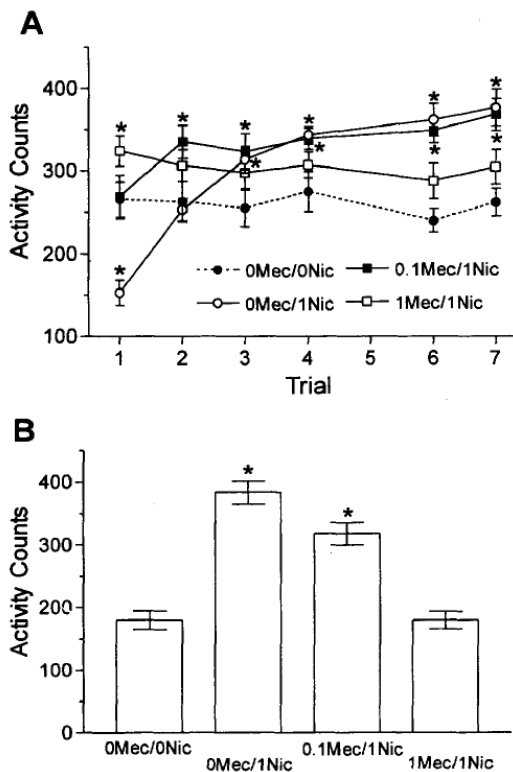 A
Activity Counts
400
300
200
100
* * * * * *
* * * *
*
0Mec/0Nic 0.1Mec/1Nic
0Mec/1Nic 1Mec/1Nic
1 2 3 4 5 6 7
Trial
B
Activity Counts
400
300
200
100
0
* *
0Mec/0Nic 0Mec/1Nic 0.1Mec/1Nic 1Mec/1Nic